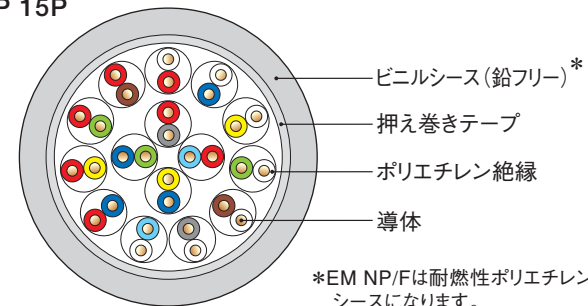 P 15P
ビニルシース（鉛フリー）*
押え巻きテープ
ポリエチレン絶縁
導体
*EM NP/Fは耐燃性ポリエチレン
シースになります。